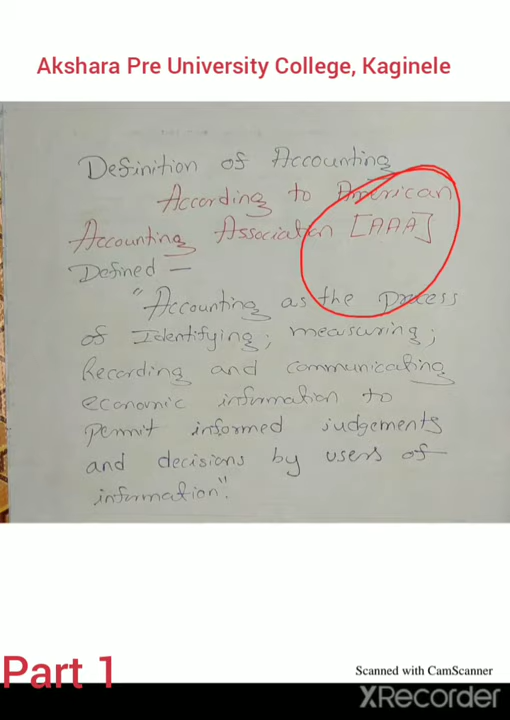 Akshara Pre University College, Kaginele
Definition of Accounting
According to American
Accounting Association [AAA]
Defined —
"Accounting as the process
of Identifying; measuring;
Recording and communicating
economic information to
permit informed judgements
and decisions by users of
information".
Part 1
Scanned with CamScanner
XRecorder